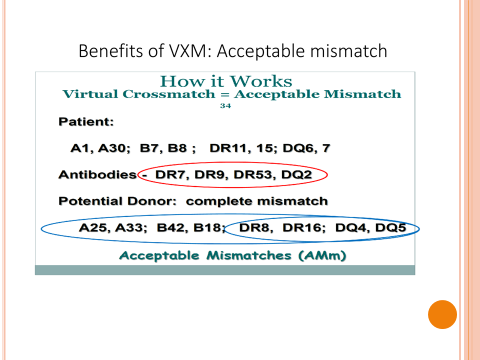 Benefits of VXM: Acceptable mismatch
How it Works
Virtual Crossmatch = Acceptable Mismatch
34
Patient:
A1, A30; B7, B8 ; DR11, 15; DQ6, 7
Antibodies - DR7, DR9, DR53, DQ2
Potential Donor: complete mismatch
A25, A33; B42, B18; DR8, DR16; DQ4, DQ5
Acceptable Mismatches (AMm)